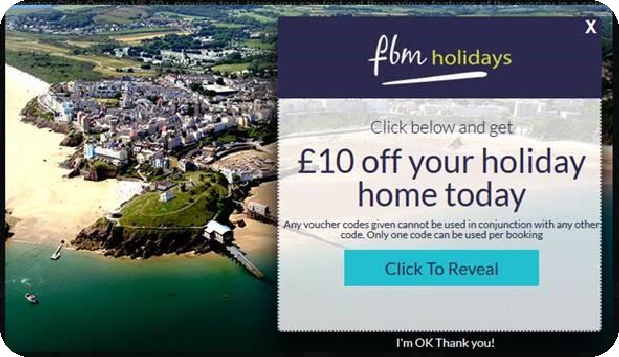 X
fbm holidays
Click below and get
£10 off your holiday
home today
Any voucher codes given cannot be used in conjunction with any other
code. Only one code can be used per booking
Click To Reveal
I'm OK Thank you!